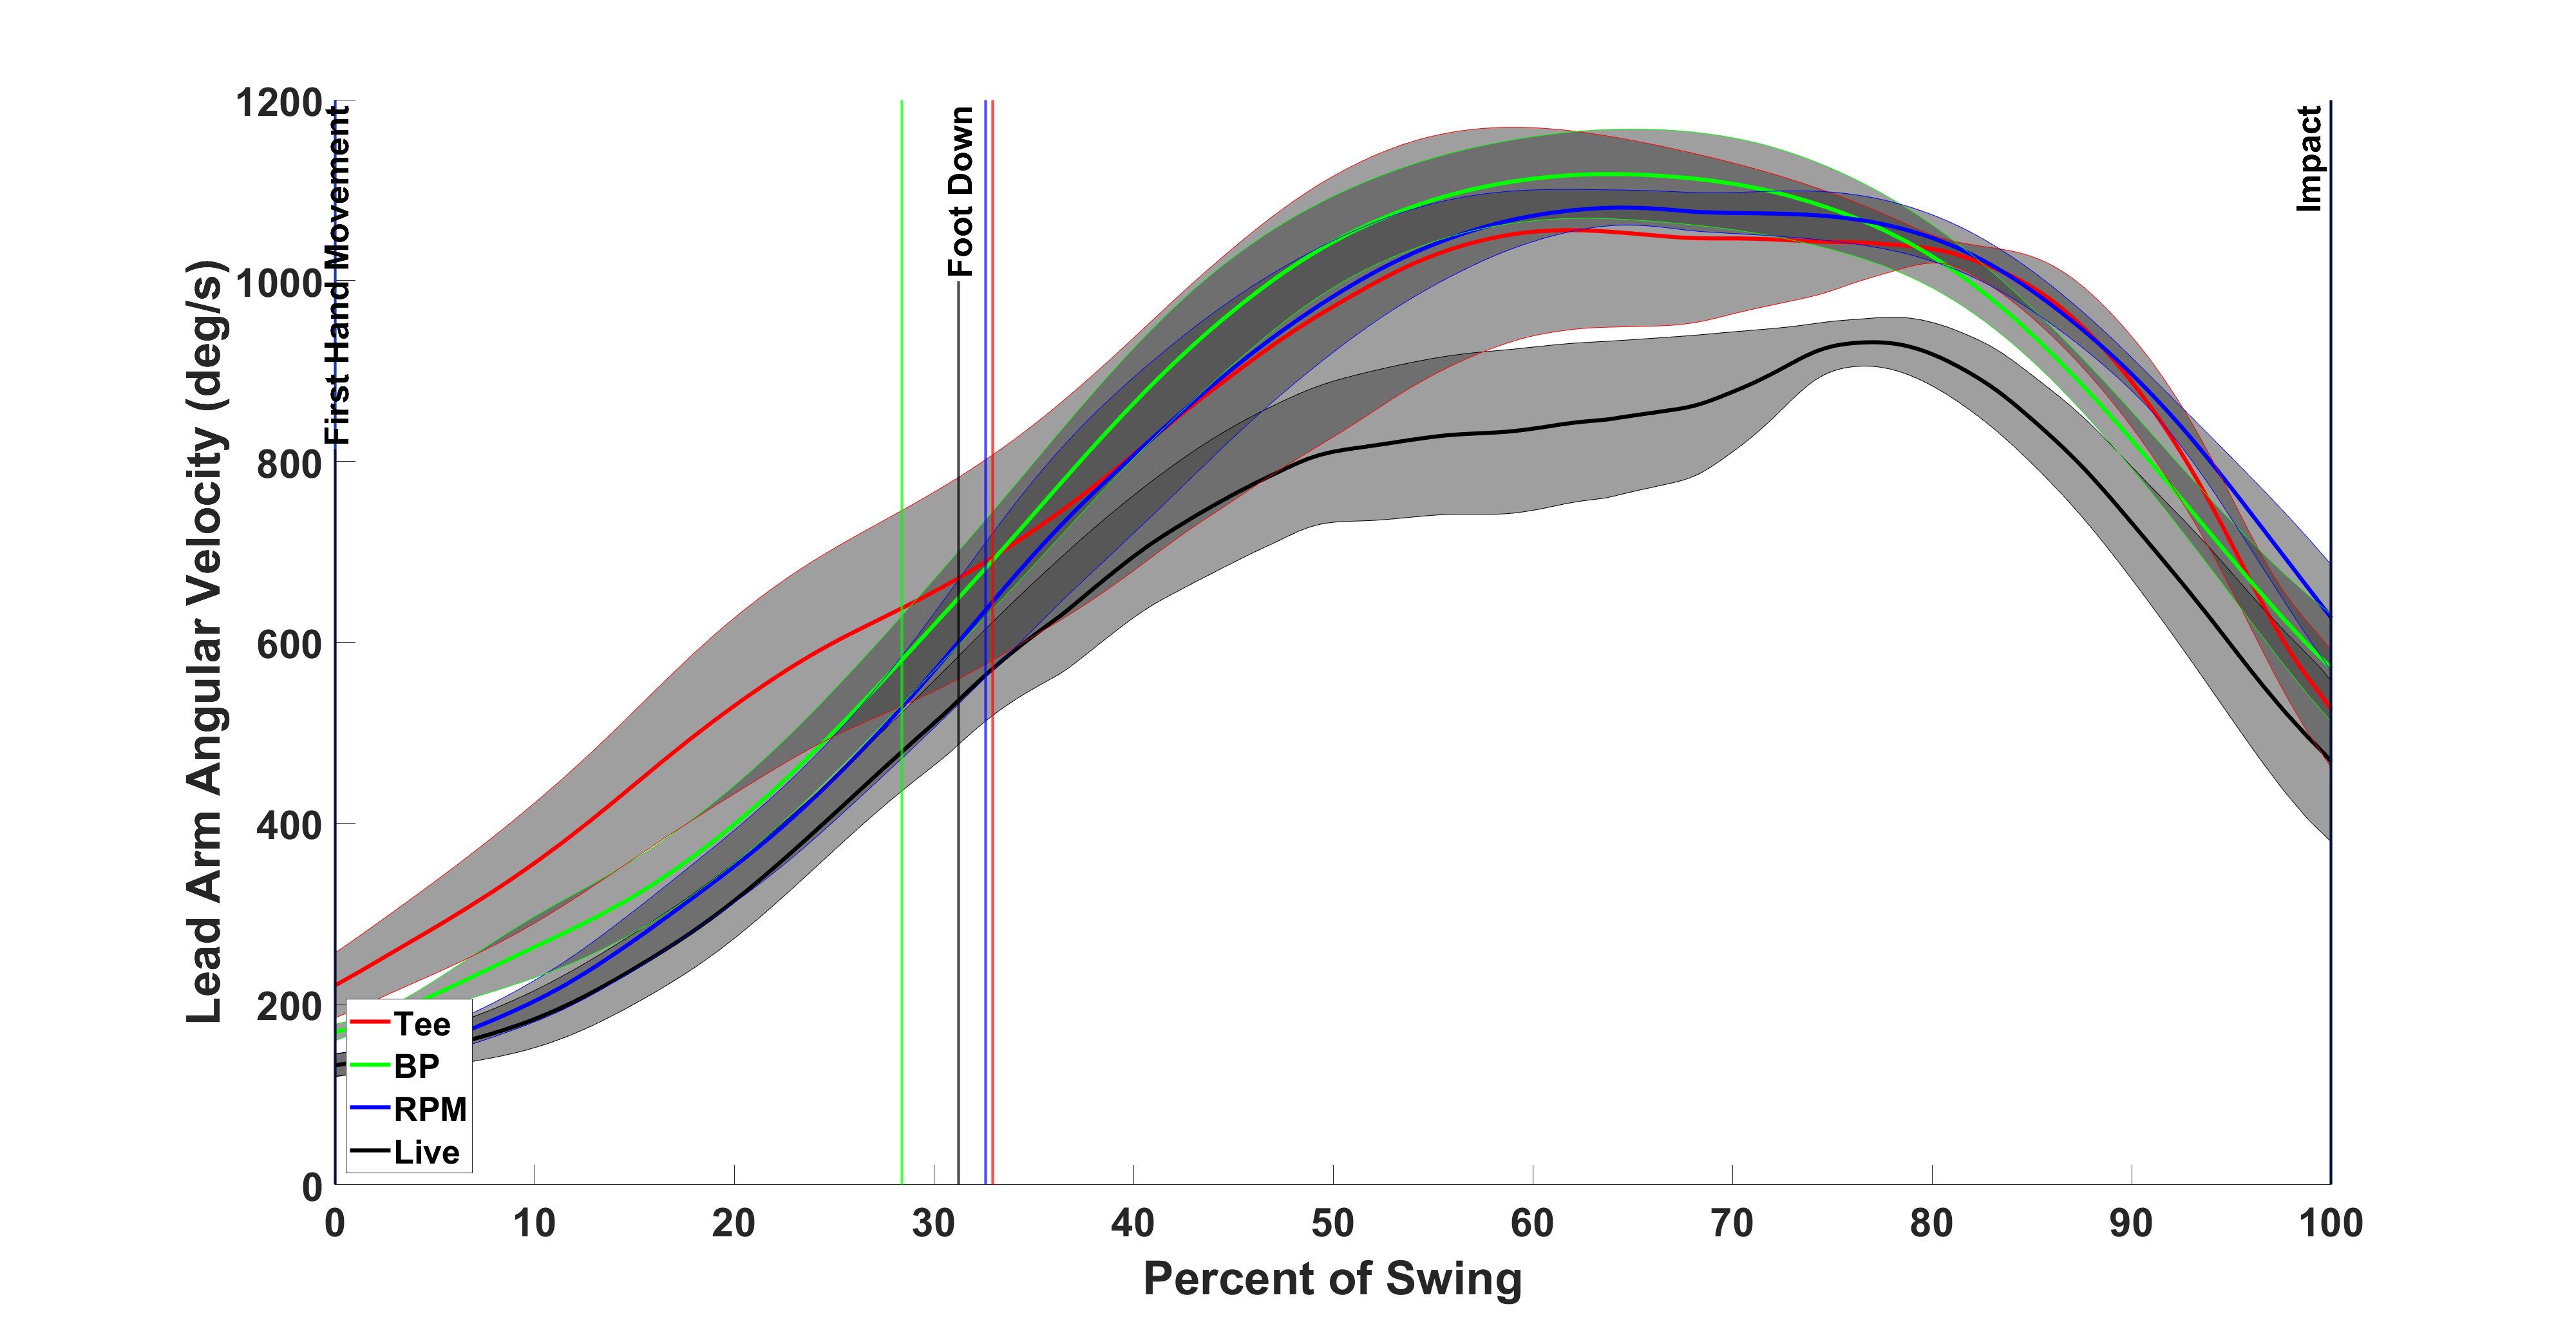 1200
1000
800
600
400
200
0
Lead Arm Angular Velocity (deg/s)
First Hand Movement
Foot Down
Impact
Tee
BP
RPM
Live
0 10 20 30 40 50 60 70 80 90 100
Percent of Swing